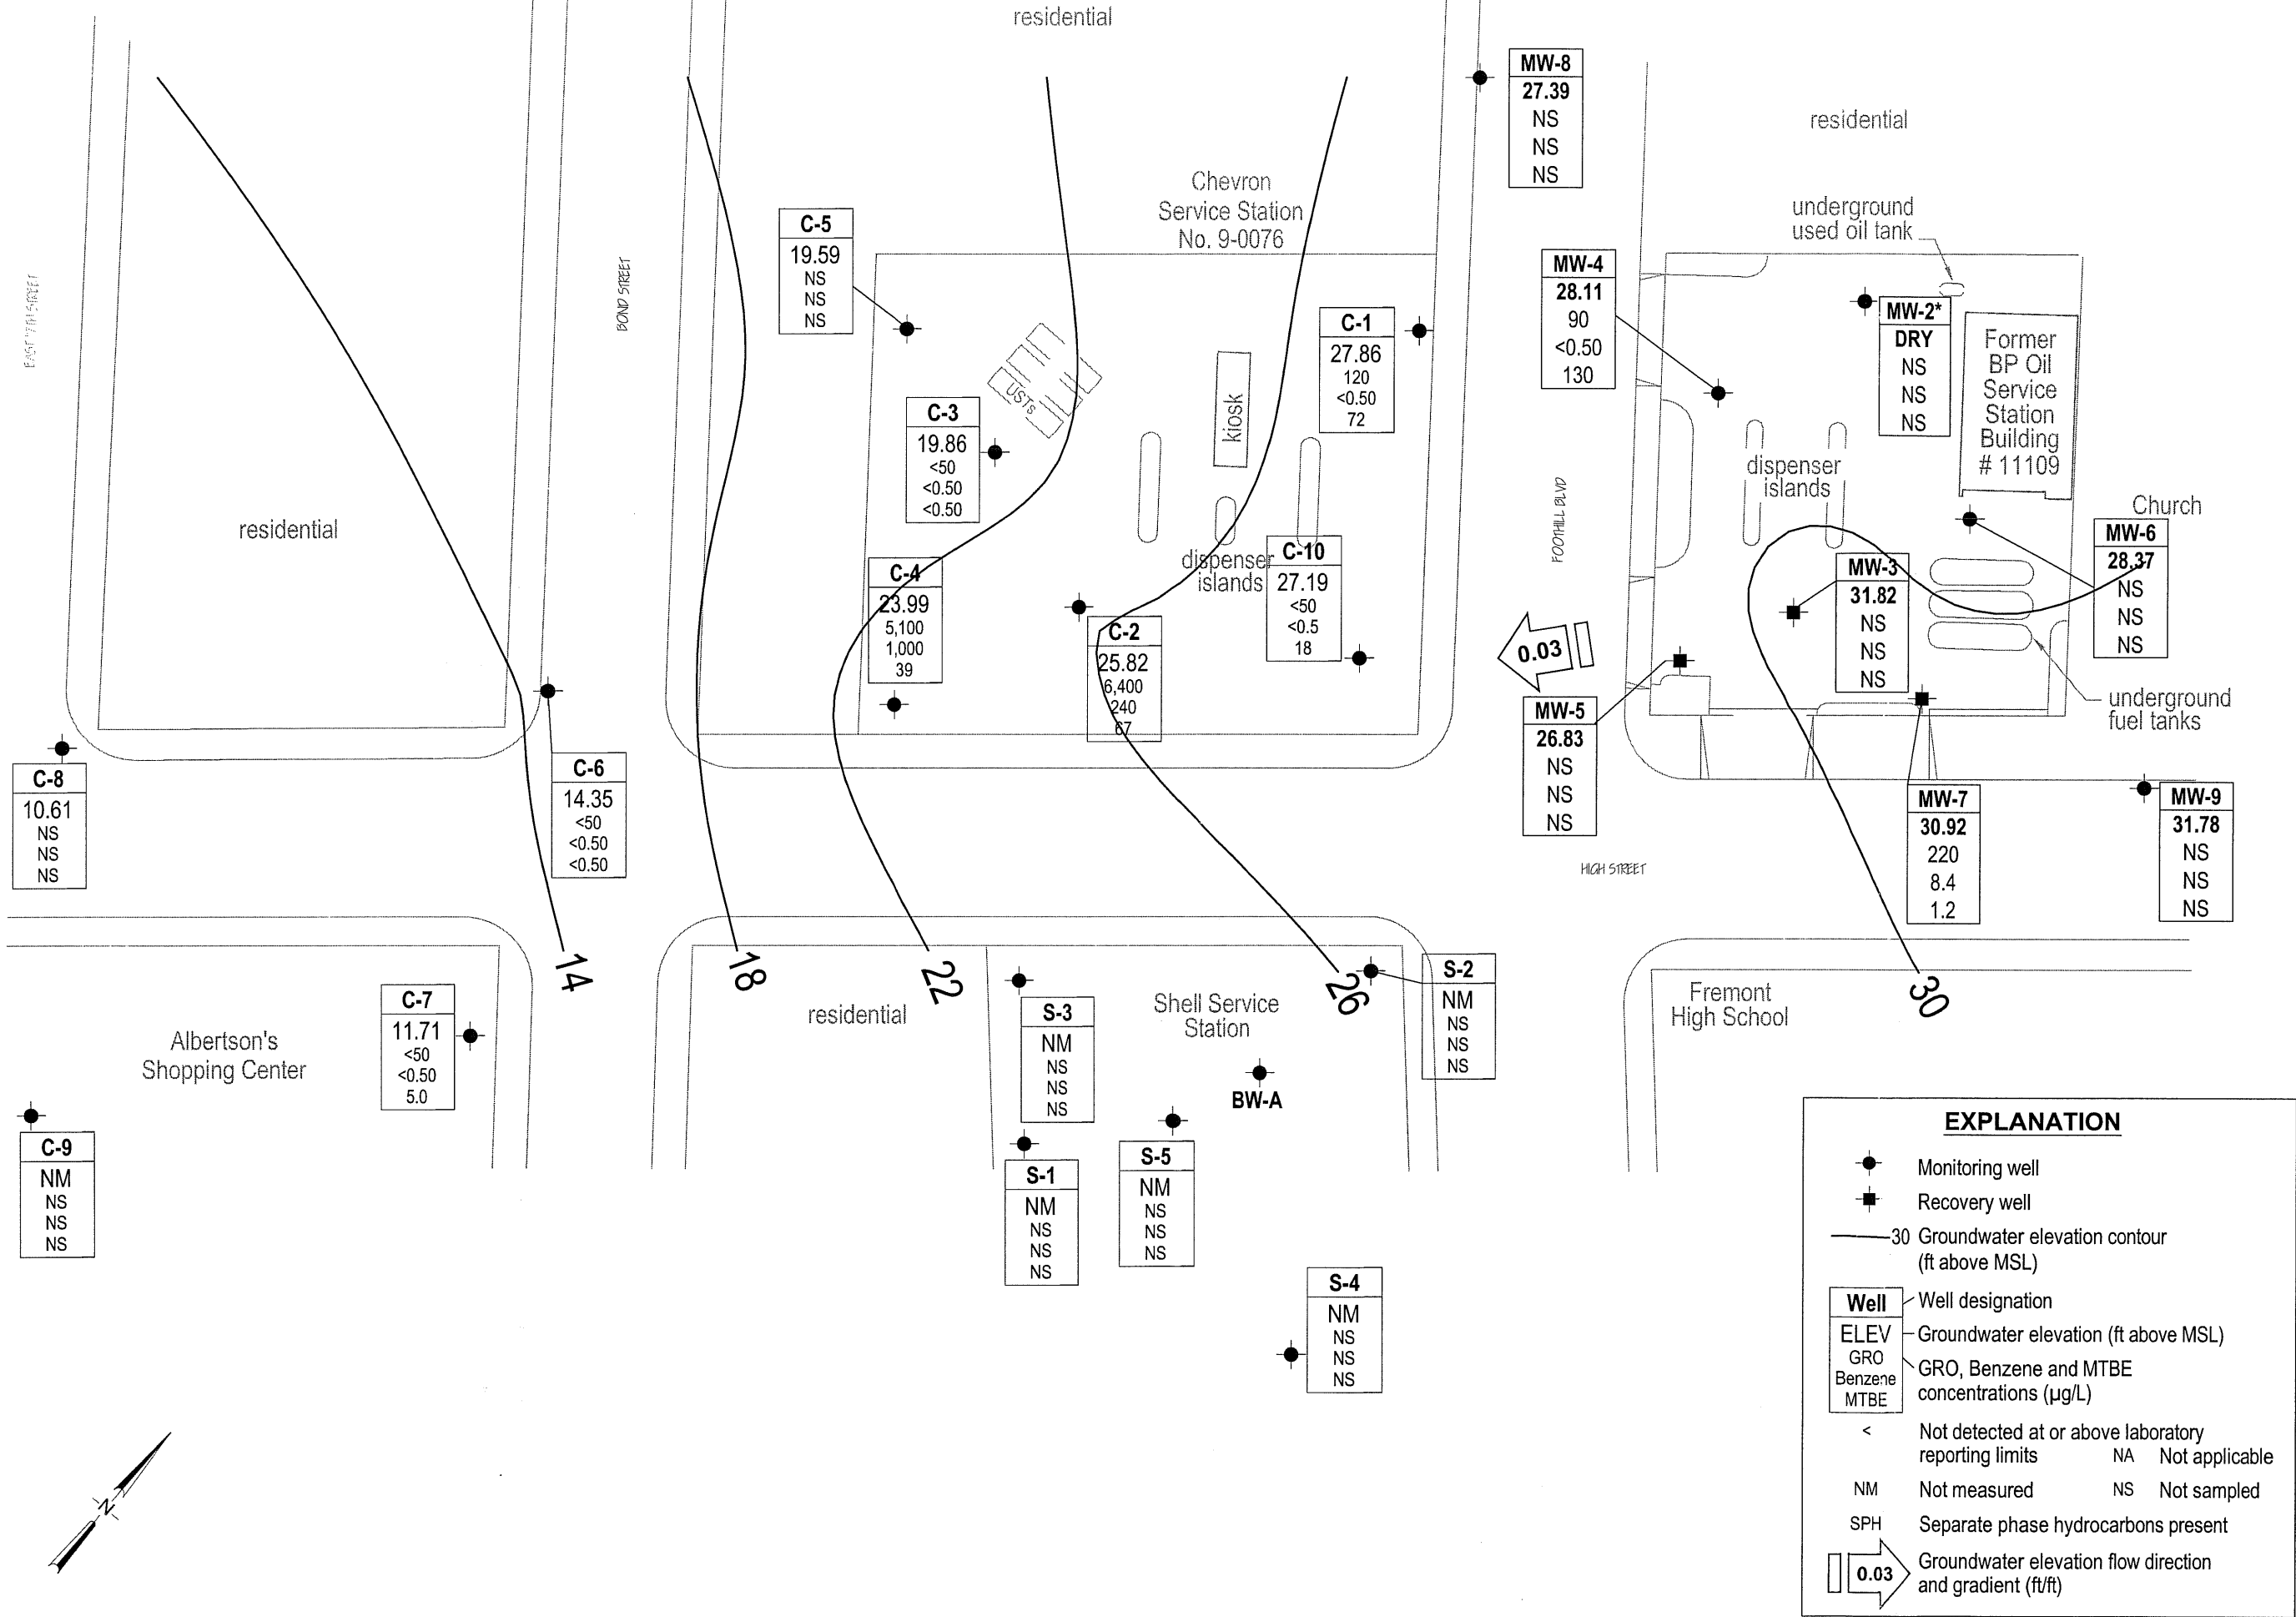 residential
MW-8
27.39
NS
NS
NS
residential
Chevron
Service Station
No. 9-0076
underground
used oil tank
C-5
19.59
NS
NS
NS
MW-4
28.11
90
<0.50
130
EAST 17TH STREET
BOND STREET
C-1
27.86
120
<0.50
72
MW-2*
DRY
NS
NS
NS
Former
BP Oil
Service
Station
Building
# 11109
USTs
kiosk
C-3
19.86
<50
<0.50
<0.50
dispenser
islands
FOOTHILL BLVD
Church
residential
MW-6
28.37
NS
NS
NS
dispenser
islands
C-10
27.19
<50
<0.5
18
C-4
23.99
5,100
1,000
39
MW-3
31.82
NS
NS
NS
C-2
25.82
6,400
240
67
0.03
underground
fuel tanks
MW-5
26.83
NS
NS
NS
C-8
10.61
NS
NS
NS
C-6
14.35
<50
<0.50
<0.50
MW-7
30.92
220
8.4
1.2
MW-9
31.78
NS
NS
NS
HIGH STREET
14
18
22
26
30
C-7
11.71
<50
<0.50
5.0
residential
S-3
NM
NS
NS
NS
Shell Service
Station
S-2
NM
NS
NS
NS
Fremont
High School
Albertson's
Shopping Center
BW-A
C-9
NM
NS
NS
NS
S-1
NM
NS
NS
NS
S-5
NM
NS
NS
NS
S-4
NM
NS
NS
NS
N
EXPLANATION
Monitoring well
Recovery well
30 Groundwater elevation contour
(ft above MSL)
Well
Well designation
ELEV
Groundwater elevation (ft above MSL)
GRO
Benzene
MTBE
GRO, Benzene and MTBE
concentrations (µg/L)
< Not detected at or above laboratory
reporting limits NA Not applicable
NM Not measured NS Not sampled
SPH Separate phase hydrocarbons present
0.03 Groundwater elevation flow direction
and gradient (ft/ft)